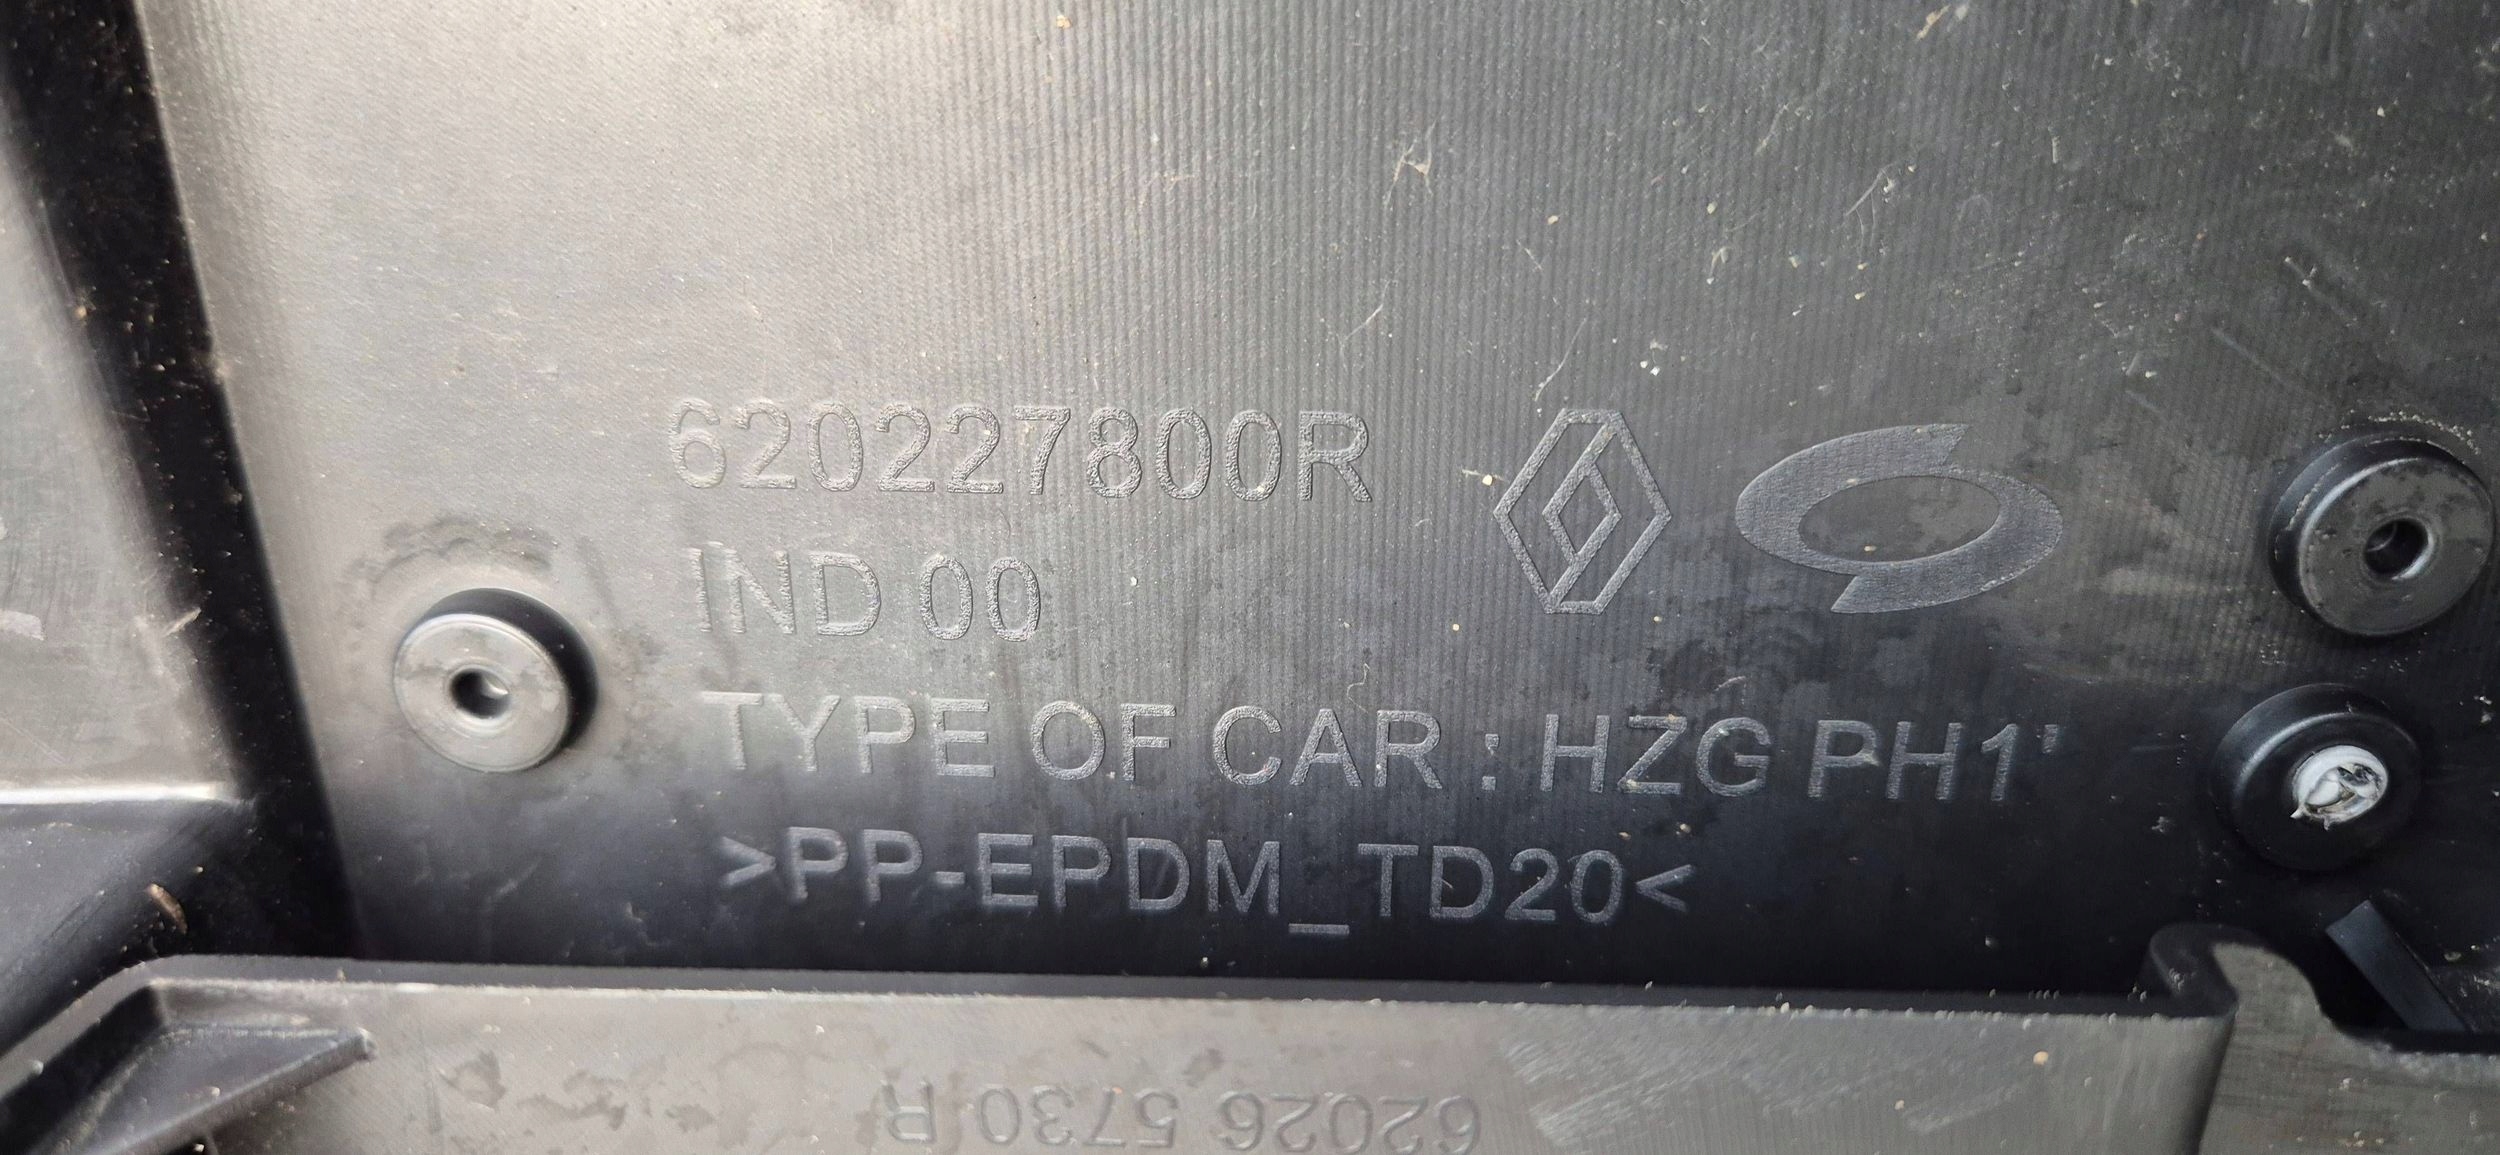 620227800R
IND 00
TYPE OF CAR : HZG PH1'
>PP-EPDM_TD20<
62026 5730 R